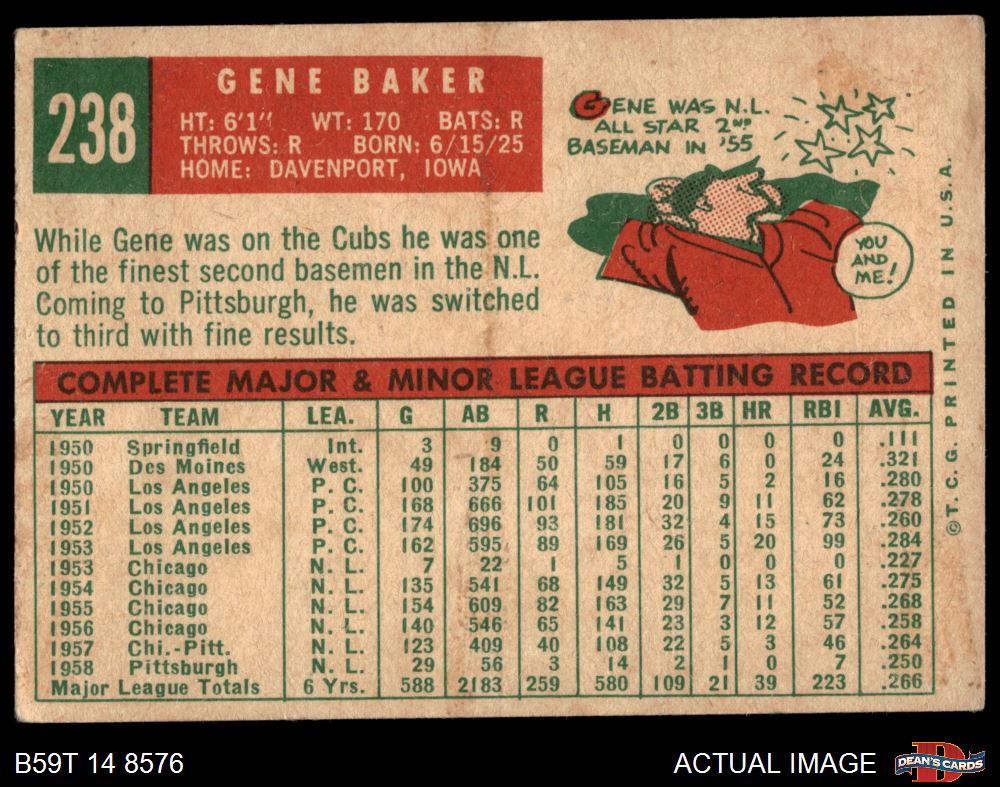 238
GENE BAKER
HT: 6'1" WT: 170 BATS: R
THROWS: R BORN: 6/15/25
HOME: DAVENPORT, IOWA
GENE WAS N.L.
ALL STAR 2ND
BASEMAN IN '55
YOU
AND
ME!
While Gene was on the Cubs he was one
of the finest second basemen in the N.L.
Coming to Pittsburgh, he was switched
to third with fine results.
COMPLETE MAJOR & MINOR LEAGUE BATTING RECORD
YEAR TEAM LEA. G AB R H 2B 3B HR RBI AVG.
1950 Springfield Int. 3 9 0 1 0 0 0 0 .111
1950 Des Moines West. 49 184 50 59 17 6 0 24 .321
1950 Los Angeles P. C. 100 375 64 105 16 5 2 16 .280
1951 Los Angeles P. C. 168 666 101 185 20 9 11 62 .278
1952 Los Angeles P. C. 174 696 93 181 32 4 15 73 .260
1953 Los Angeles P. C. 162 595 89 169 26 5 20 99 .284
1953 Chicago N. L. 7 22 1 5 1 0 0 0 .227
1954 Chicago N. L. 135 541 68 149 32 5 13 61 .275
1955 Chicago N. L. 154 609 82 163 29 7 11 52 .268
1956 Chicago N. L. 140 546 65 141 23 3 12 57 .258
1957 Chi.-Pitt. N. L. 123 409 40 108 22 5 3 46 .264
1958 Pittsburgh N. L. 29 56 3 14 2 1 0 7 .250
Major League Totals 6 Yrs. 588 2183 259 580 109 21 39 223 .266
©T. C. G. PRINTED IN U.S.A.
B59T 14 8576
ACTUAL IMAGE
D
DEAN'S CARDS